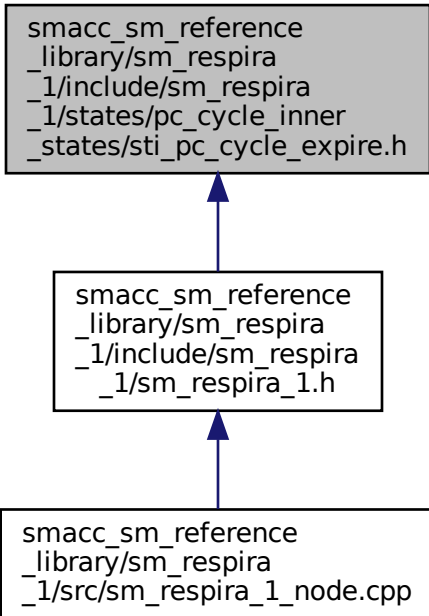 smacc_sm_reference
_library/sm_respira
_1/include/sm_respira
_1/states/pc_cycle_inner
_states/sti_pc_cycle_expire.h
smacc_sm_reference
_library/sm_respira
_1/include/sm_respira
_1/sm_respira_1.h
smacc_sm_reference
_library/sm_respira
_1/src/sm_respira_1_node.cpp